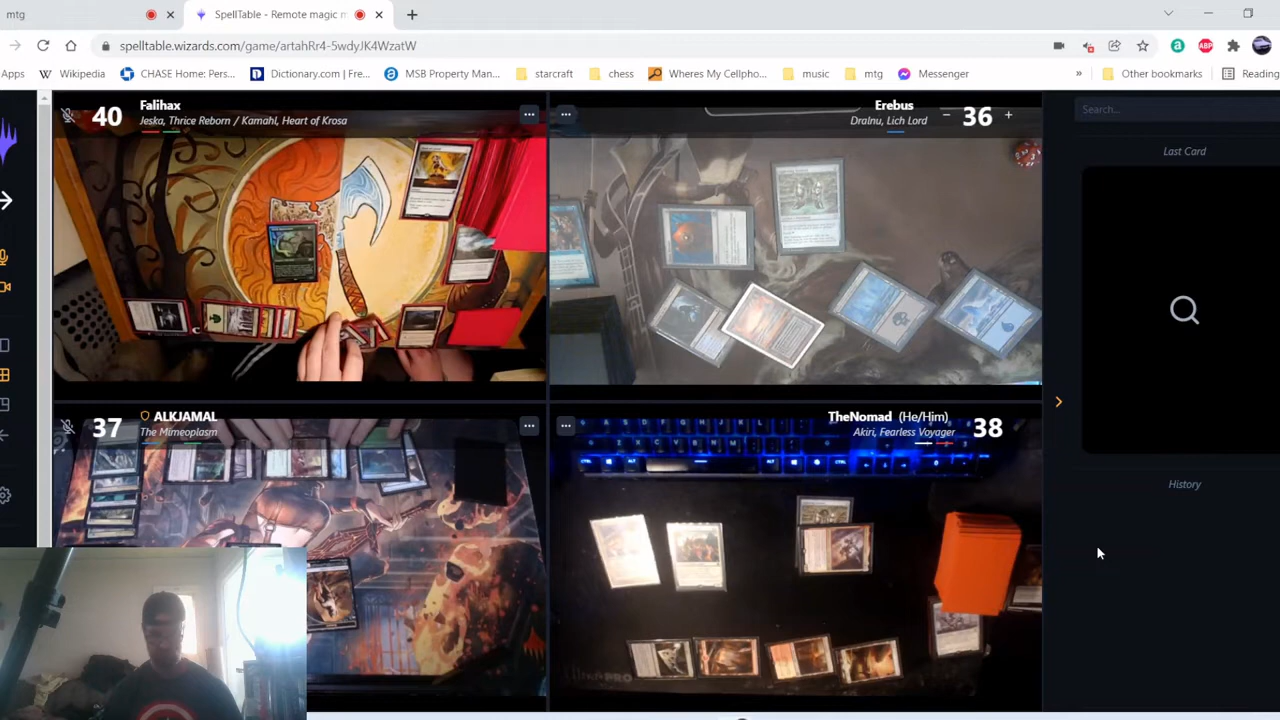 mtg
SpellTable - Remote magic m
spelltable.wizards.com/game/artahRr4-5wdyJK4WzatW
Apps
Wikipedia
CHASE Home: Pers...
Dictionary.com | Fre...
MSB Property Man...
starcraft
chess
Wheres My Cellpho...
music
mtg
Messenger
»
Other bookmarks
Reading
40
Falihax
Jeska, Thrice Reborn / Kamahl, Heart of Krosa
Erebus
Dralnu, Lich Lord
− 36 +
Search...
Last Card
37
ALKJAMAL
The Mimeoplasm
TheNomad (He/Him)
Akiri, Fearless Voyager
38
History